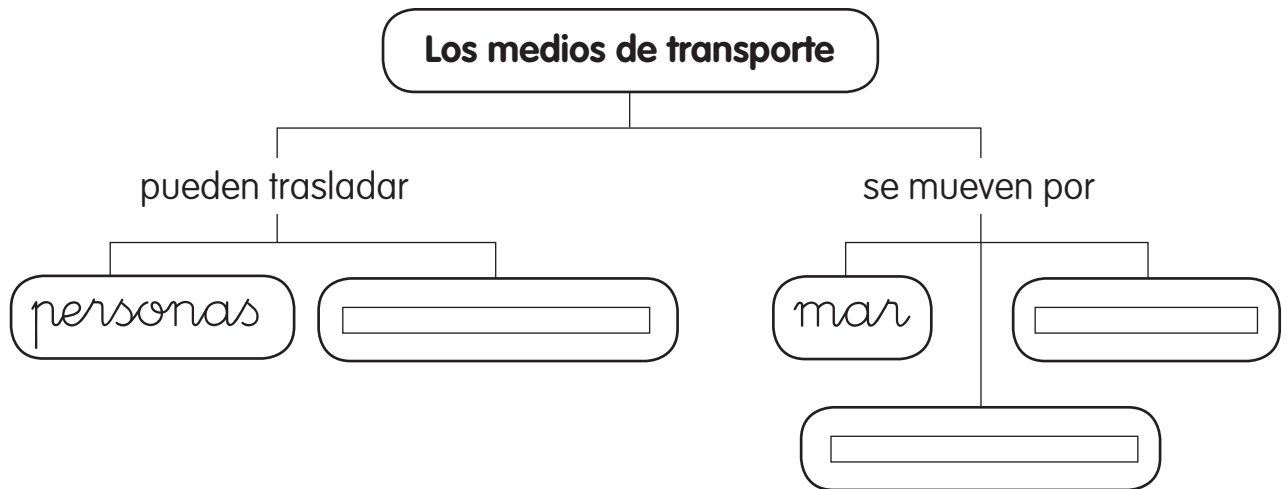 Los medios de transporte
pueden trasladar
se mueven por
personas
mar